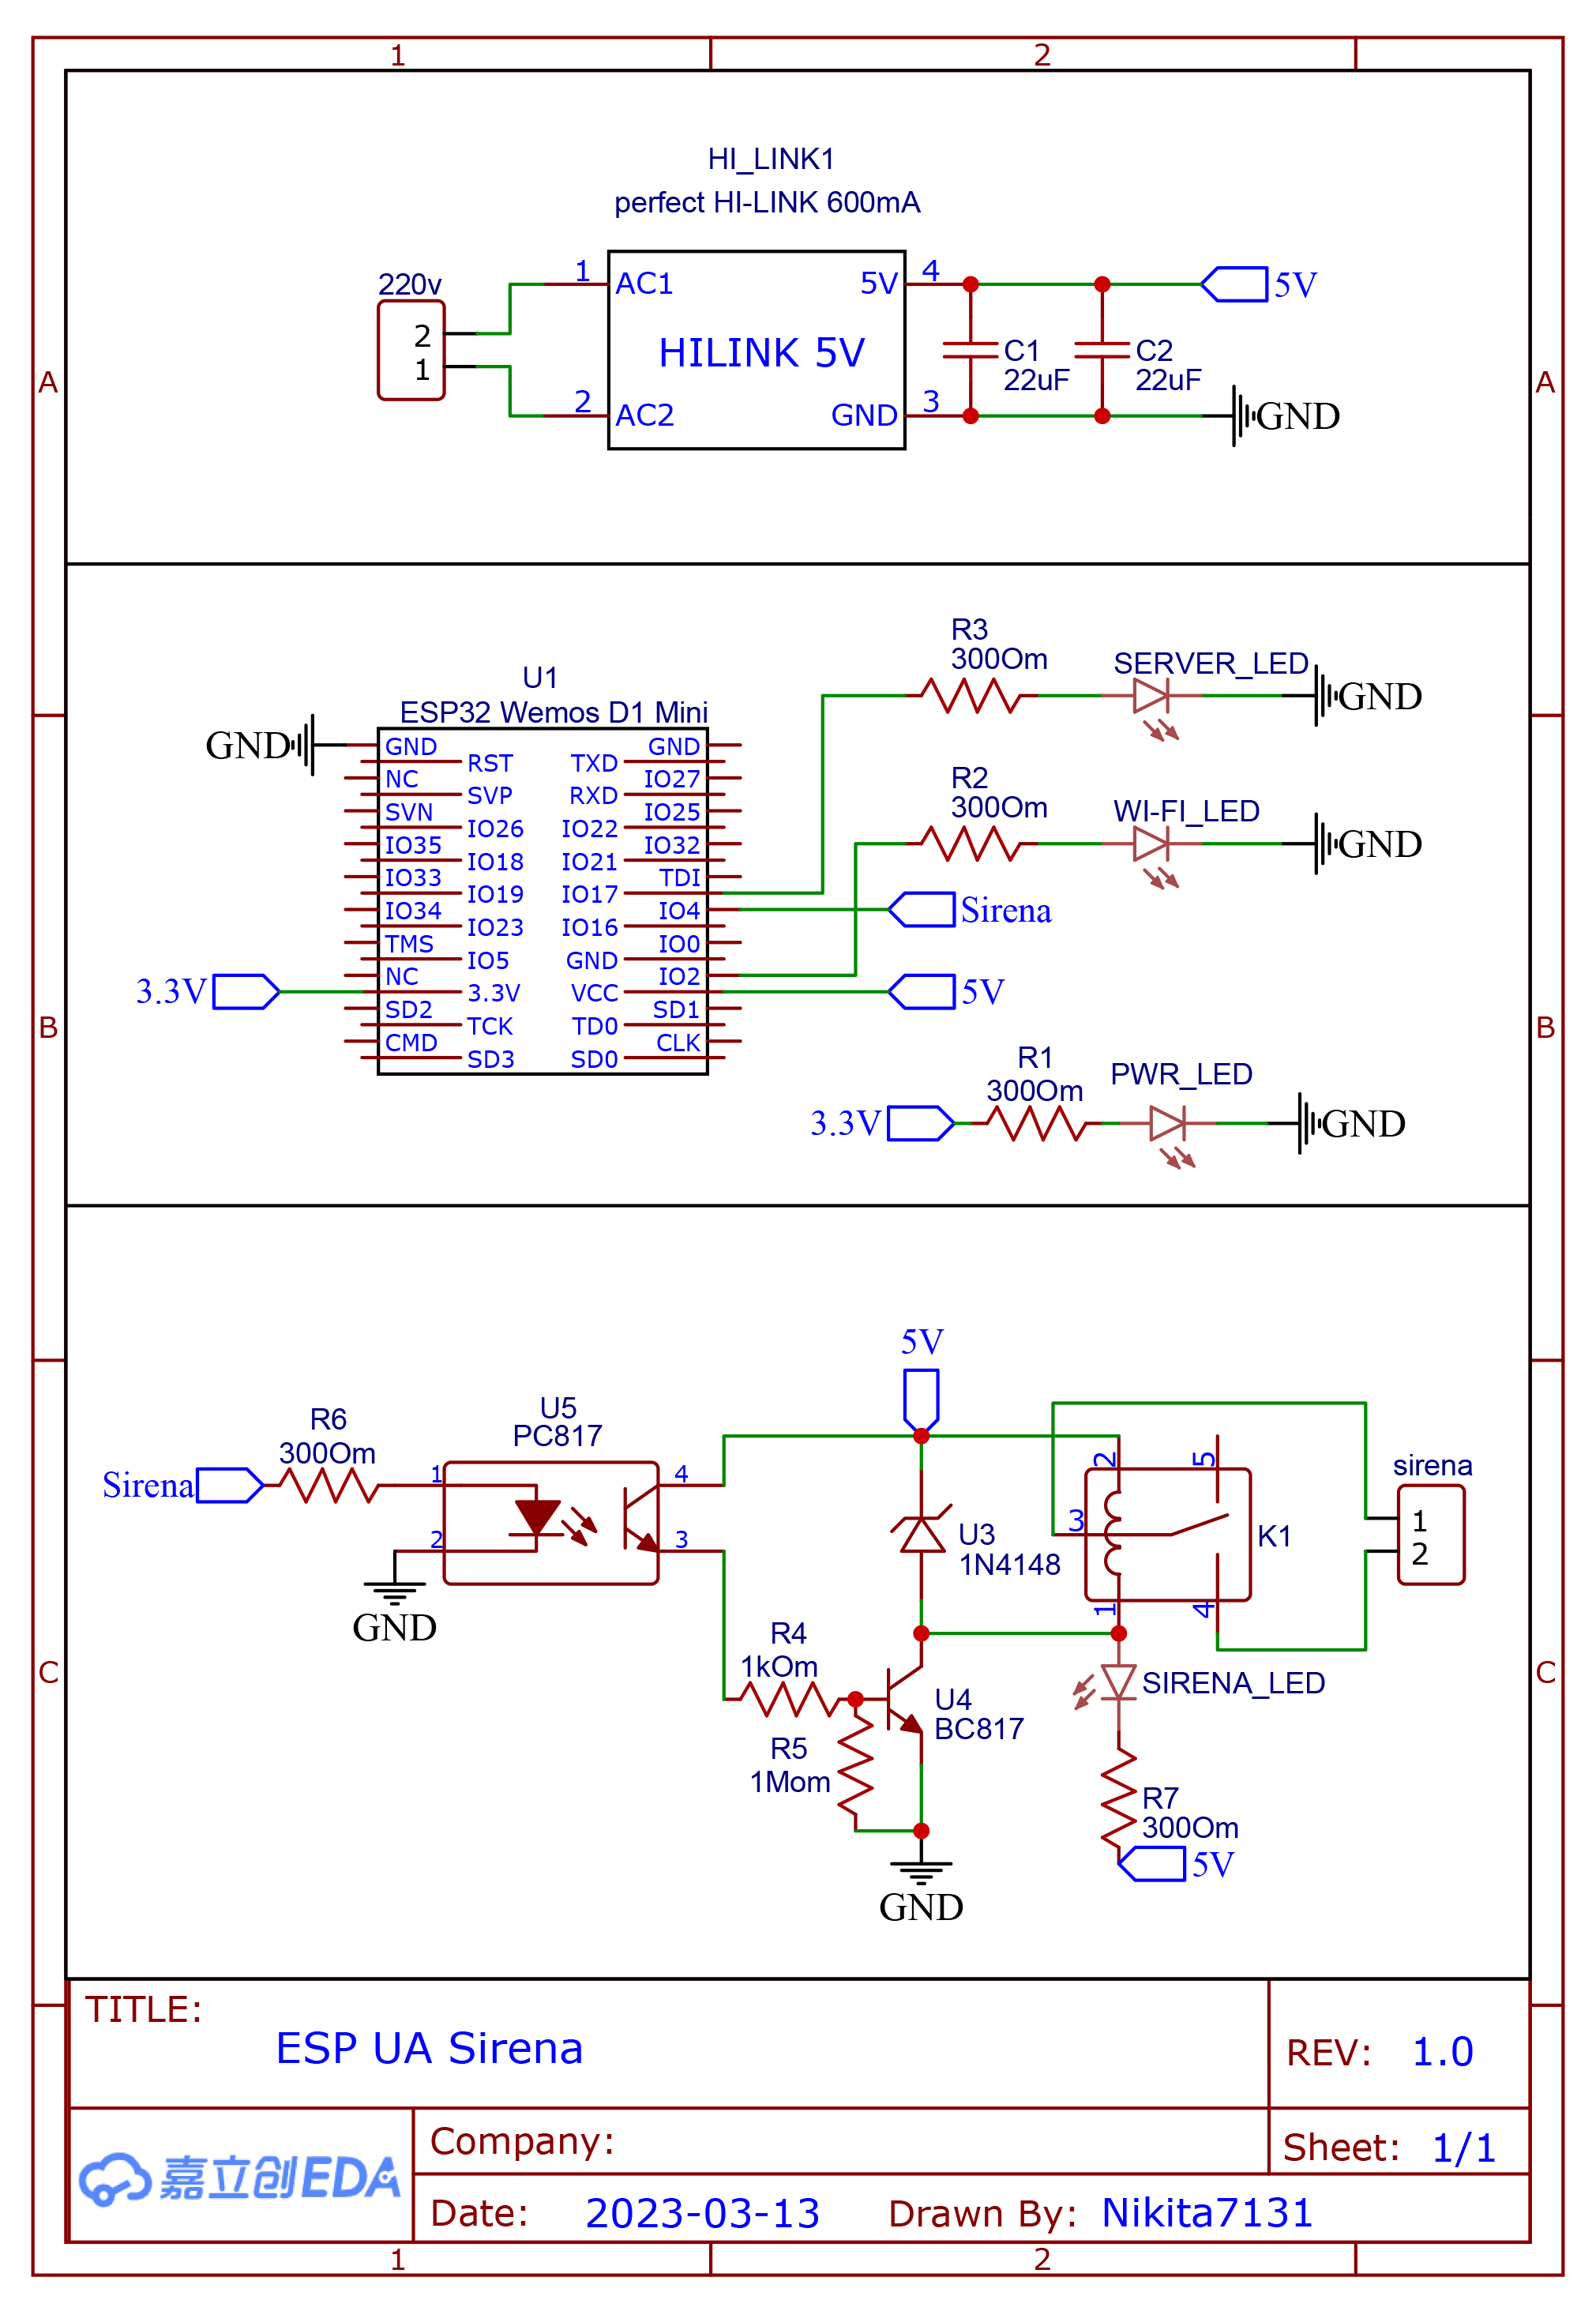 1 2
HI_LINK1
perfect HI-LINK 600mA
220v
2
1
1 AC1
2 AC2
HILINK 5V
5V 4
GND 3
C1
22uF
C2
22uF
5V
GND
A A
U1
ESP32 Wemos D1 Mini
GND
GND GND
RST TXD
NC IO27
SVP RXD
SVN IO25
IO26 IO22
IO35 IO32
IO18 IO21
IO33 TDI
IO19 IO17
IO34 IO4
IO23 IO16
TMS IO0
IO5 GND
NC IO2
3.3V VCC
SD2 SD1
TCK TD0
CMD CLK
SD3 SD0
3.3V
R3
300Om
SERVER_LED
GND
R2
300Om
WI-FI_LED
GND
Sirena
5V
B B
R1
300Om
PWR_LED
3.3V
GND
5V
R6
300Om
Sirena
U5
PC817
1
2
4
3
GND
U3
1N4148
2
5
3
1
4
K1
sirena
1
2
R4
1kOm
R5
1Mom
U4
BC817
GND
SIRENA_LED
R7
300Om
5V
C C
TITLE:
ESP UA Sirena
REV: 1.0
嘉立创EDA
Company:
Sheet: 1/1
Date: 2023-03-13 Drawn By: Nikita7131
1 2